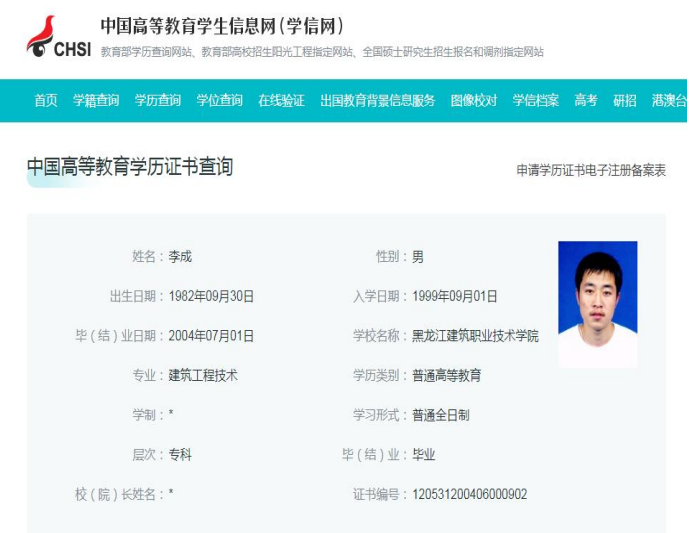 中国高等教育学生信息网(学信网)
CHSI 教育部学历查询网站、教育部高校招生阳光工程指定网站、全国硕士研究生招生报名和调剂指定网站
首页 学籍查询 学历查询 学位查询 在线验证 出国教育背景信息服务 图像校对 学信档案 高考 研招 港澳台
中国高等教育学历证书查询 申请学历证书电子注册备案表
姓名：李成 性别：男
出生日期：1982年09月30日 入学日期：1999年09月01日
毕(结)业日期：2004年07月01日 学校名称：黑龙江建筑职业技术学院
专业：建筑工程技术 学历类别：普通高等教育
学制：* 学习形式：普通全日制
层次：专科 毕(结)业：毕业
校(院)长姓名：* 证书编号：120531200406000902